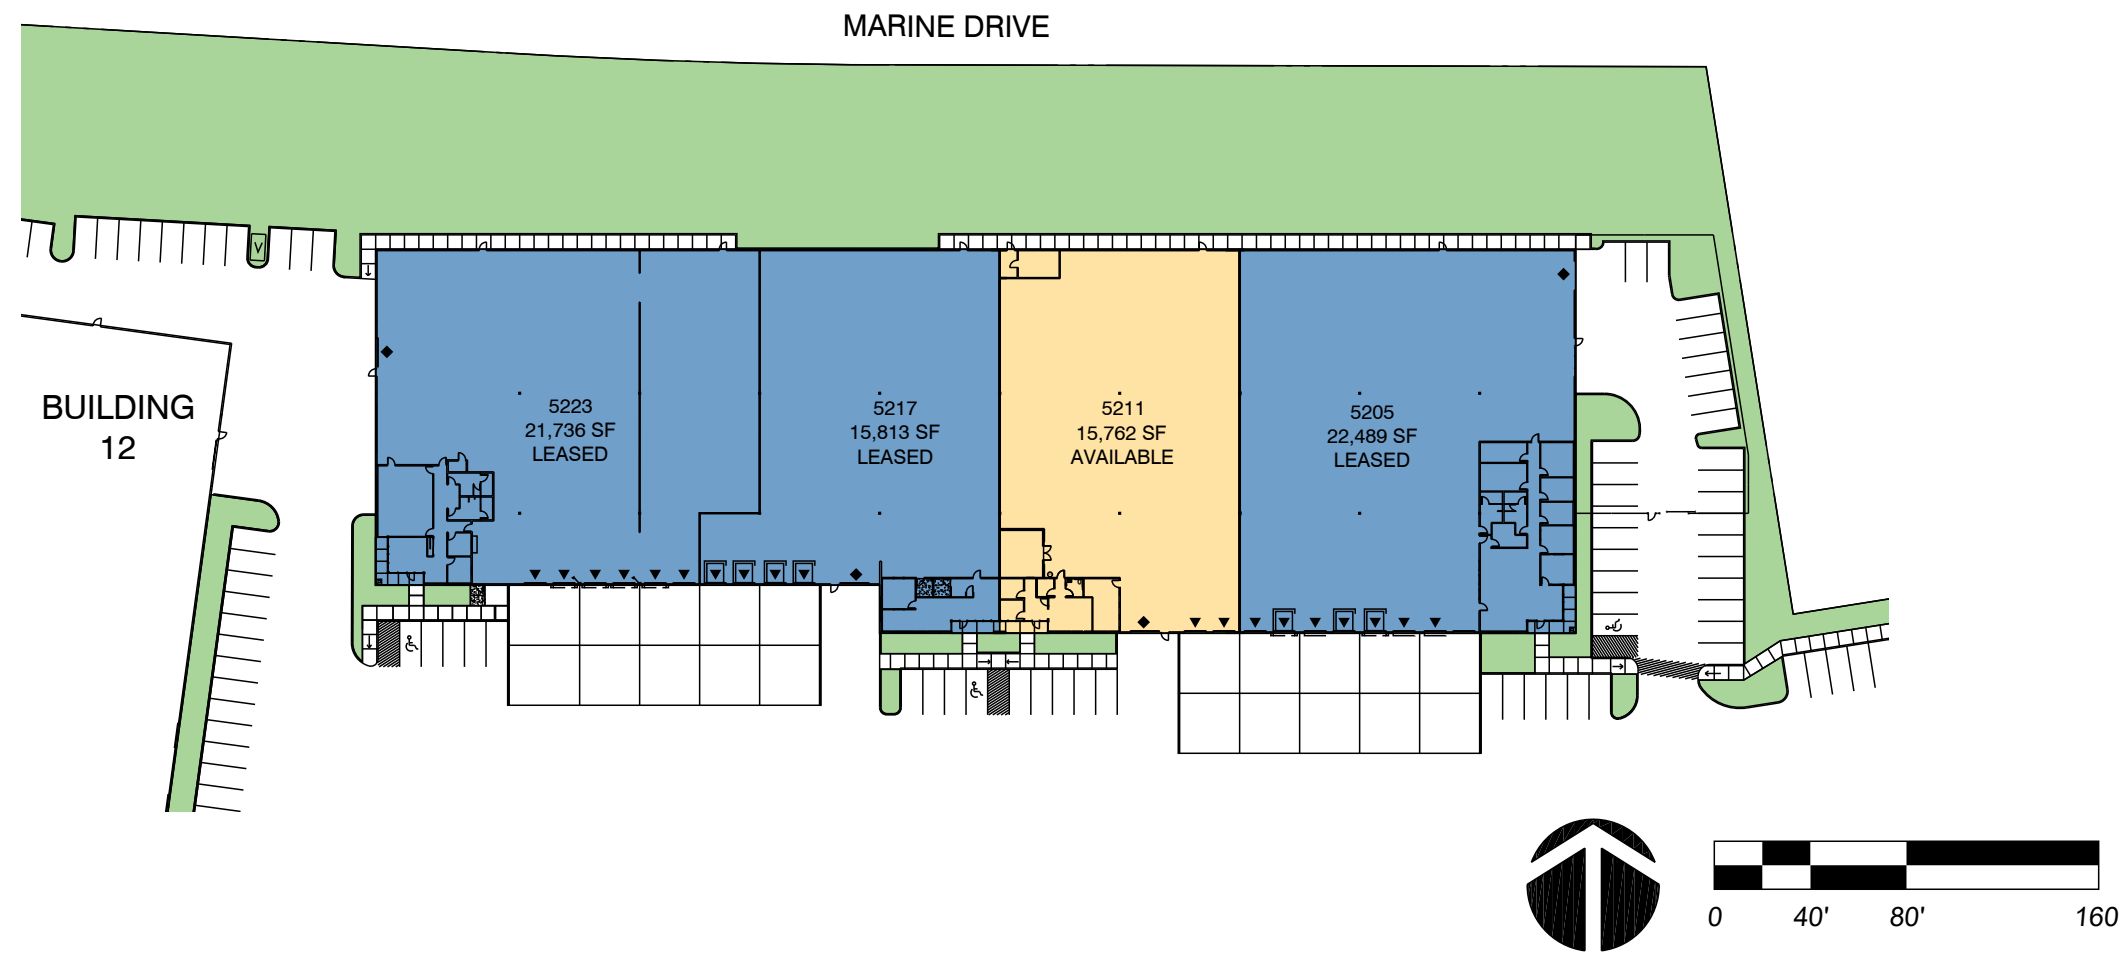 MARINE DRIVE
V
BUILDING
12
5223
21,736 SF
LEASED
5217
15,813 SF
LEASED
5211
15,762 SF
AVAILABLE
5205
22,489 SF
LEASED
0 40' 80' 160